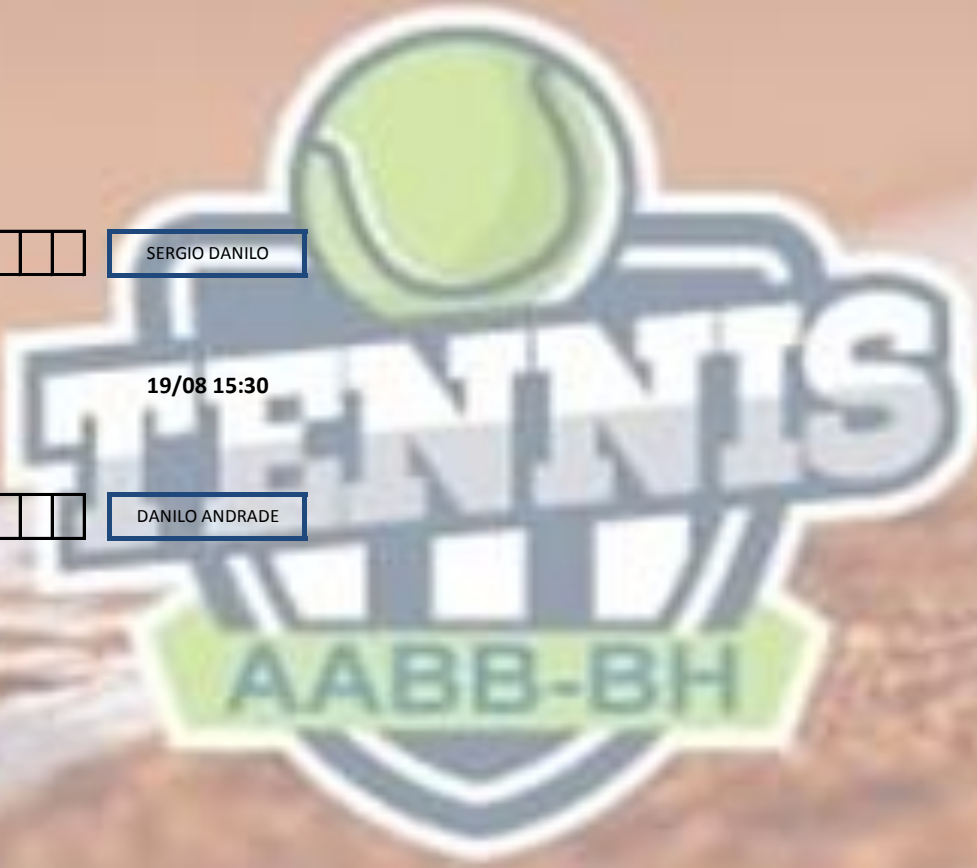 SERGIO DANILO
19/08 15:30
TENNIS
DANILO ANDRADE
AABB-BH